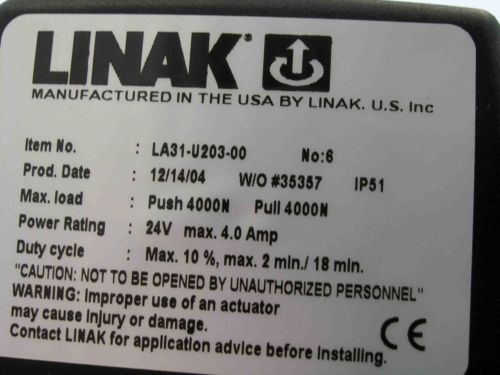 LINAK®
MANUFACTURED IN THE USA BY LINAK. U.S. Inc
Item No. : LA31-U203-00 No:6
Prod. Date : 12/14/04 W/O #35357 IP51
Max. load : Push 4000N Pull 4000N
Power Rating : 24V max. 4.0 Amp
Duty cycle : Max. 10 %, max. 2 min./ 18 min.
"CAUTION: NOT TO BE OPENED BY UNAUTHORIZED PERSONNEL"
WARNING: Improper use of an actuator
may cause injury or damage.
Contact LINAK for application advice before installing.
CE